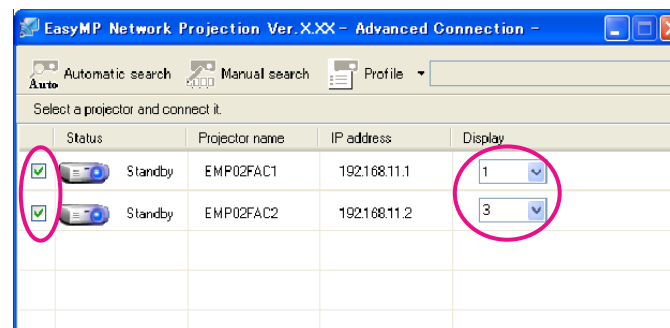 EasyMP Network Projection Ver.X.XX - Advanced Connection -
Auto Automatic search Manual search Profile
Select a projector and connect it.
Status Projector name IP address Display
Standby EMP02FAC1 192.168.11.1 1
Standby EMP02FAC2 192.168.11.2 3